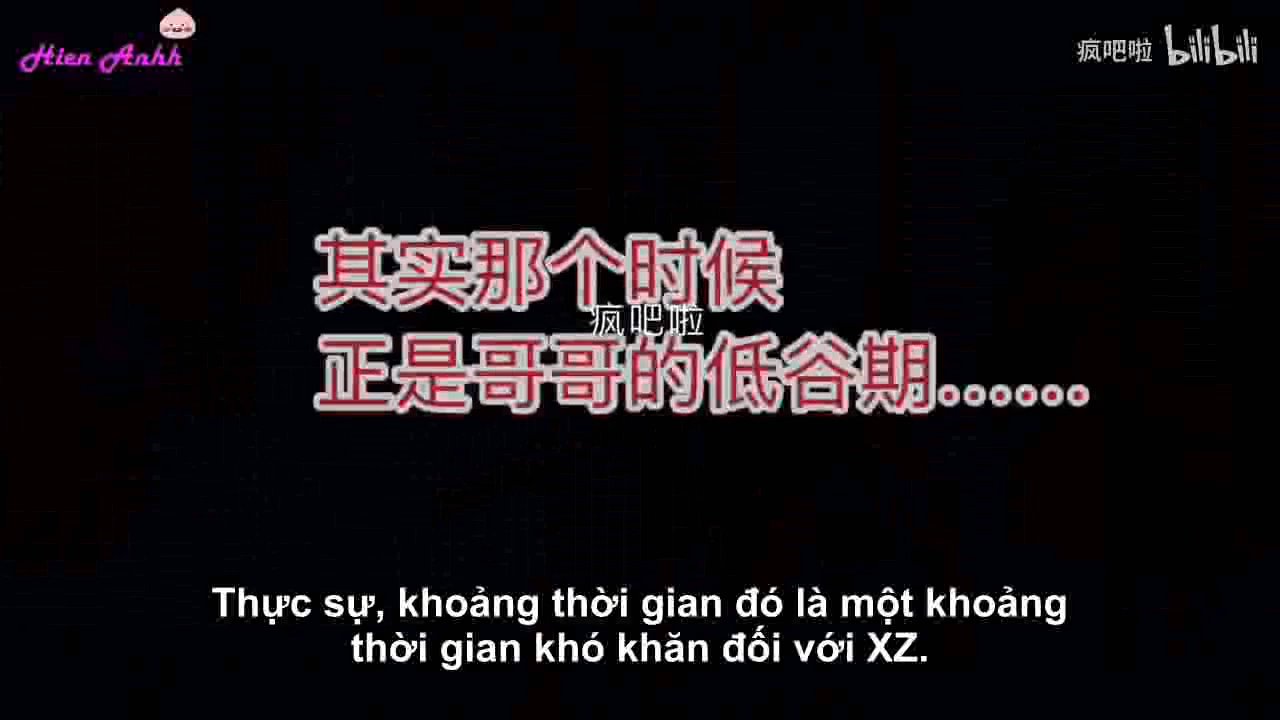 Hien Anhh
疯吧啦 bilibili
其实那个时候
疯吧啦
正是哥哥的低谷期......
Thực sự, khoảng thời gian đó là một khoảng
thời gian khó khăn đối với XZ.